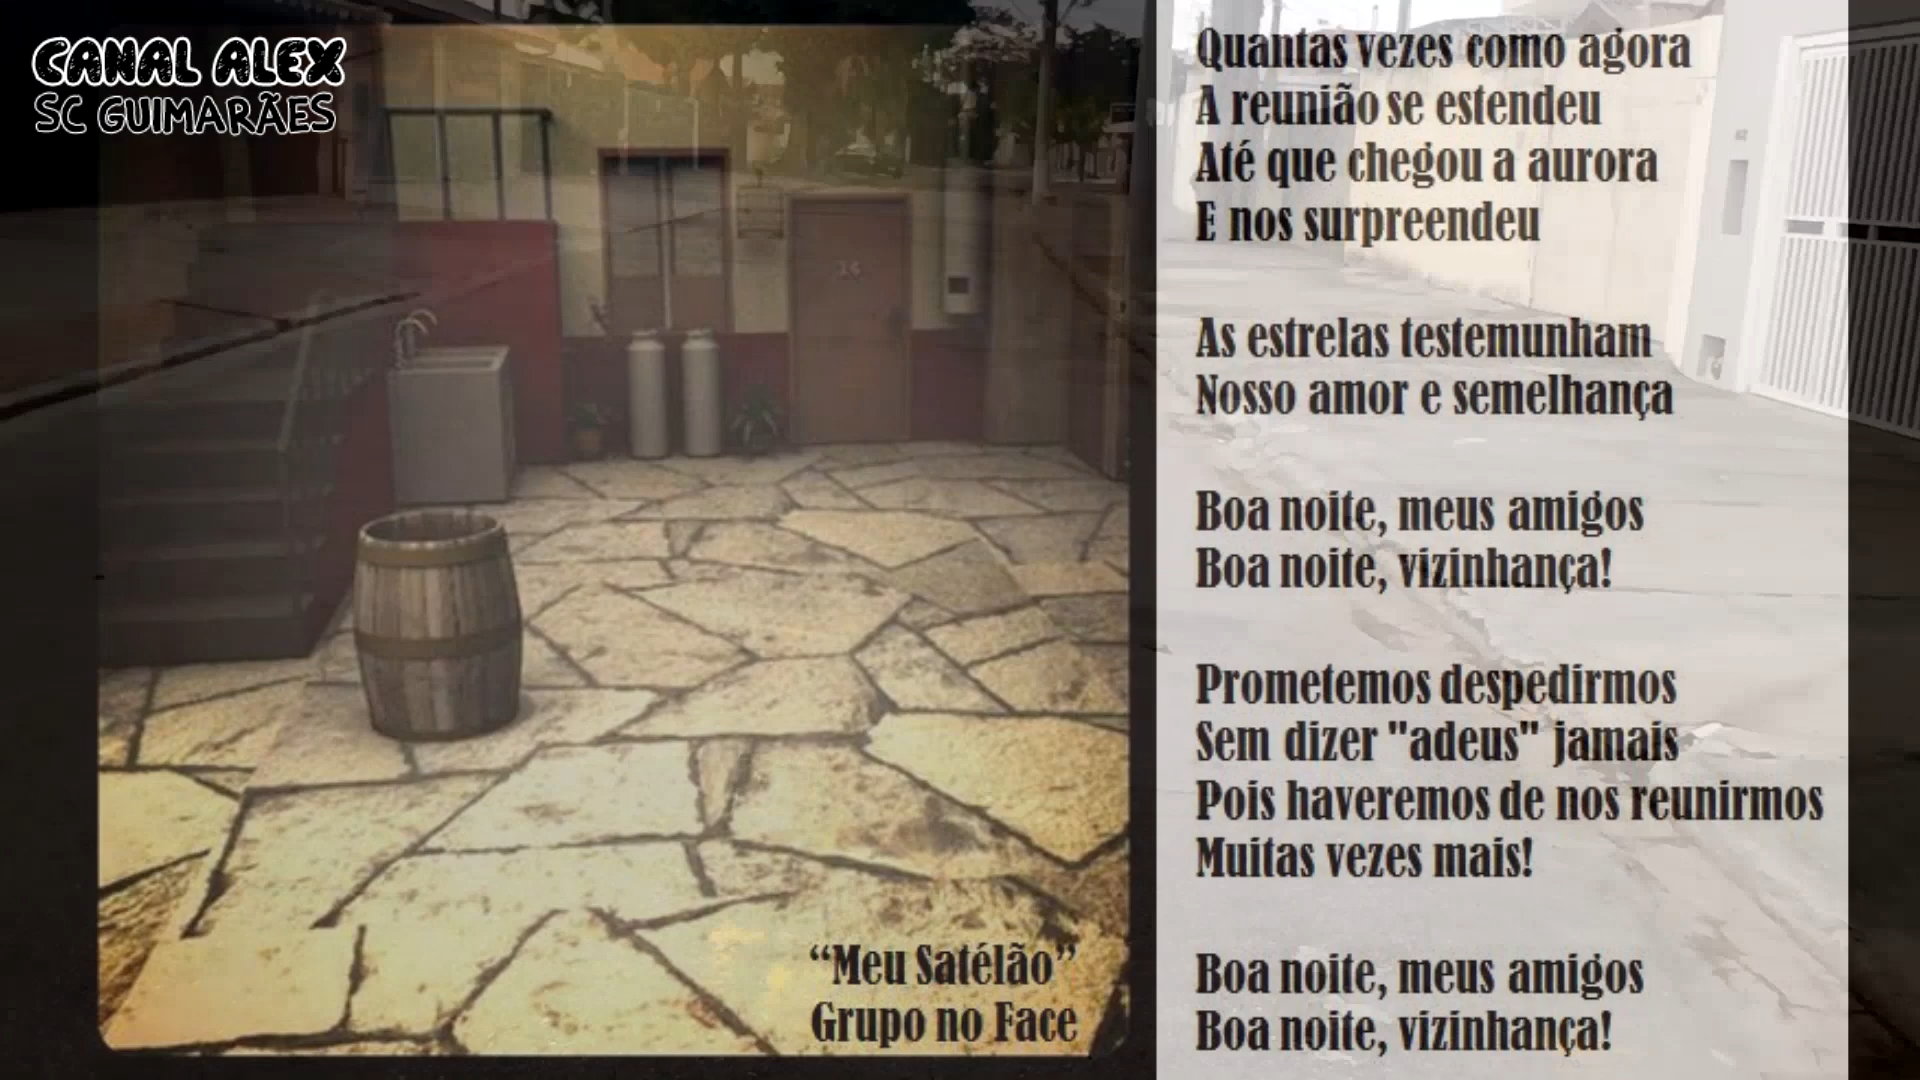 CANAL ALEX
SC GUIMARÃES
Quantas vezes como agora
A reunião se estendeu
Até que chegou a aurora
E nos surpreendeu
As estrelas testemunham
Nosso amor e semelhança
Boa noite, meus amigos
Boa noite, vizinhança!
Prometemos despedirmos
Sem dizer "adeus" jamais
Pois haveremos de nos reunirmos
Muitas vezes mais!
Boa noite, meus amigos
Boa noite, vizinhança!
14
“Meu Satélão”
Grupo no Face